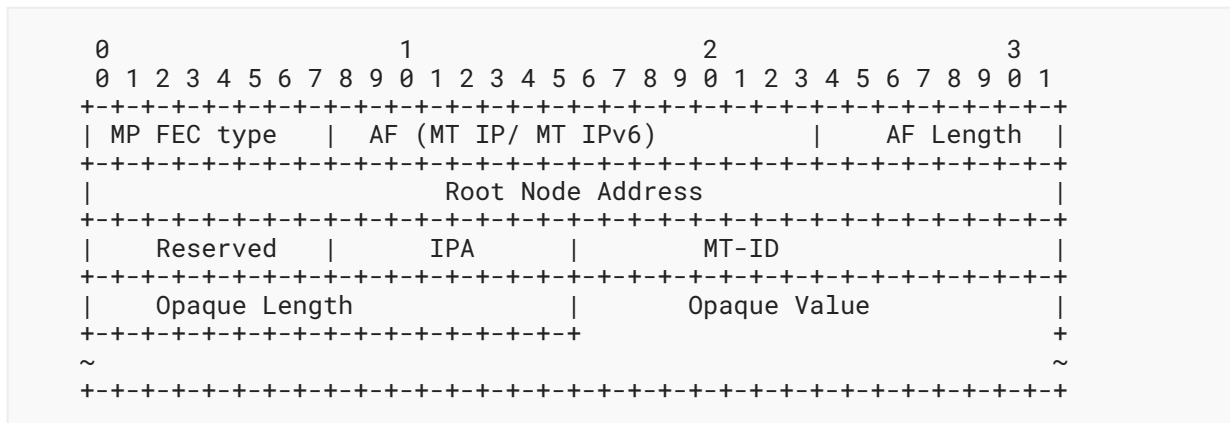 0                   1                   2                   3
0 1 2 3 4 5 6 7 8 9 0 1 2 3 4 5 6 7 8 9 0 1 2 3 4 5 6 7 8 9 0 1
+-+-+-+-+-+-+-+-+-+-+-+-+-+-+-+-+-+-+-+-+-+-+-+-+-+-+-+-+-+-+-+-+
| MP FEC type   |  AF (MT IP/ MT IPv6)          |    AF Length  |
+-+-+-+-+-+-+-+-+-+-+-+-+-+-+-+-+-+-+-+-+-+-+-+-+-+-+-+-+-+-+-+-+
|                       Root Node Address                       |
+-+-+-+-+-+-+-+-+-+-+-+-+-+-+-+-+-+-+-+-+-+-+-+-+-+-+-+-+-+-+-+-+
|    Reserved   |      IPA      |        MT-ID                  |
+-+-+-+-+-+-+-+-+-+-+-+-+-+-+-+-+-+-+-+-+-+-+-+-+-+-+-+-+-+-+-+-+
|    Opaque Length              |       Opaque Value            |
+-+-+-+-+-+-+-+-+-+-+-+-+-+-+-+-+                               +
~                                                               ~
+-+-+-+-+-+-+-+-+-+-+-+-+-+-+-+-+-+-+-+-+-+-+-+-+-+-+-+-+-+-+-+-+